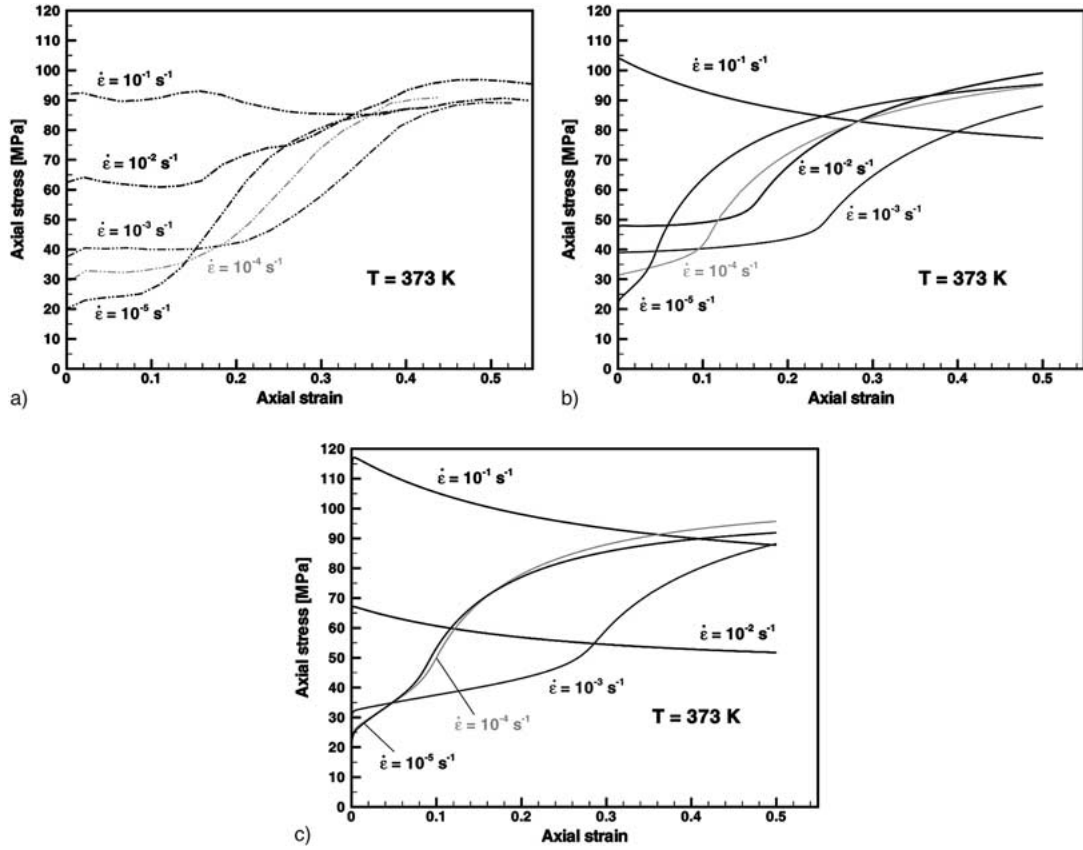 120
110
100
90
80
70
60
50
40
30
20
10
0
Axial stress [MPa]
ε̇ = 10⁻¹ s⁻¹
ε̇ = 10⁻² s⁻¹
ε̇ = 10⁻³ s⁻¹
ε̇ = 10⁻⁴ s⁻¹
ε̇ = 10⁻⁵ s⁻¹
T = 373 K
0 0.1 0.2 0.3 0.4 0.5
Axial strain
a)
120
110
100
90
80
70
60
50
40
30
20
10
0
Axial stress [MPa]
ε̇ = 10⁻¹ s⁻¹
ε̇ = 10⁻² s⁻¹
ε̇ = 10⁻³ s⁻¹
ε̇ = 10⁻⁴ s⁻¹
ε̇ = 10⁻⁵ s⁻¹
T = 373 K
0 0.1 0.2 0.3 0.4 0.5
Axial strain
b)
120
110
100
90
80
70
60
50
40
30
20
10
0
Axial stress [MPa]
ε̇ = 10⁻¹ s⁻¹
ε̇ = 10⁻² s⁻¹
ε̇ = 10⁻³ s⁻¹
ε̇ = 10⁻⁴ s⁻¹
ε̇ = 10⁻⁵ s⁻¹
T = 373 K
0 0.1 0.2 0.3 0.4 0.5
Axial strain
c)